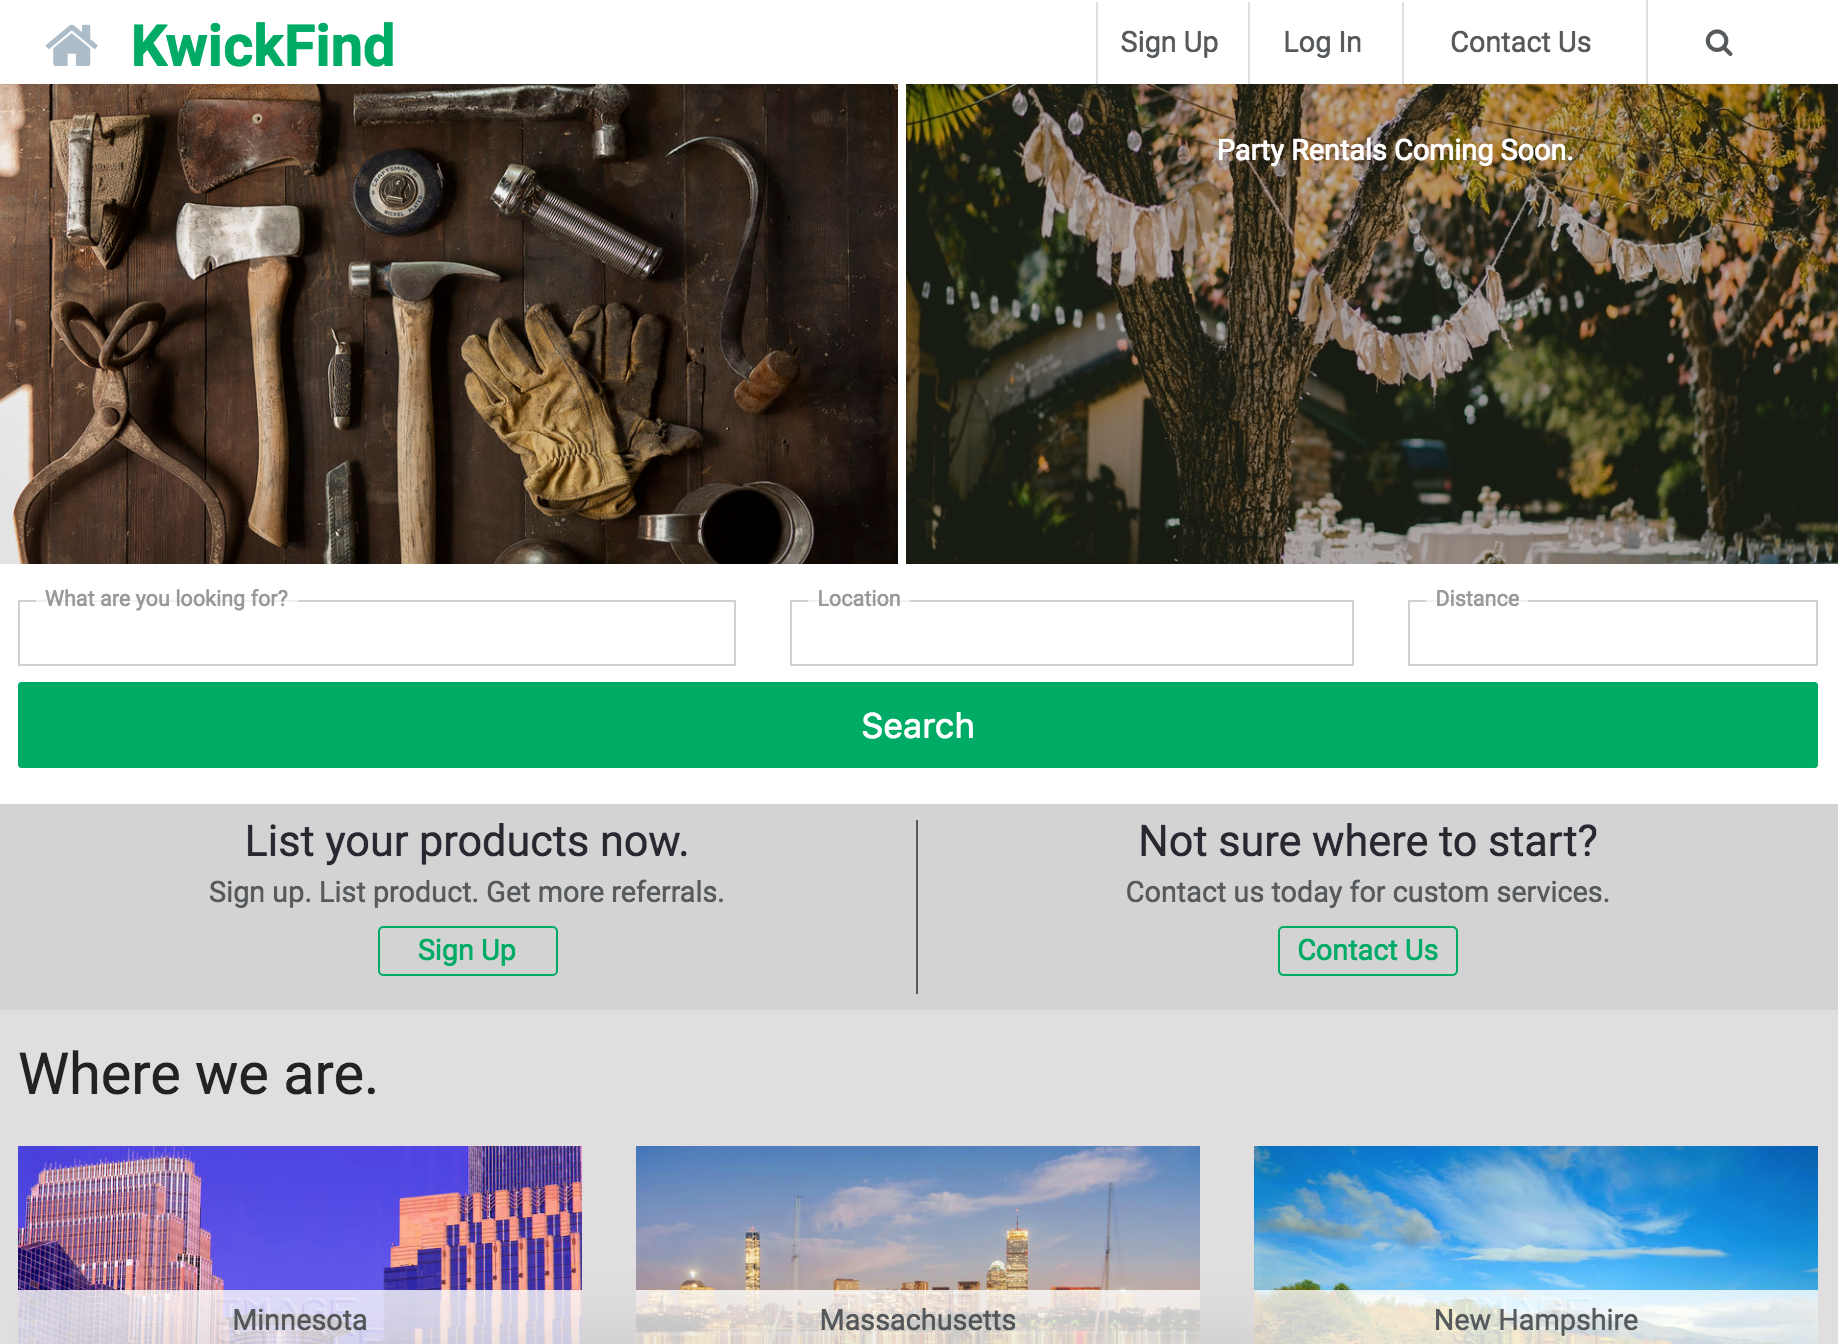 KwickFind
Sign Up
Log In
Contact Us
CRAFTSMAN
Party Rentals Coming Soon.
What are you looking for?
Location
Distance
Search
List your products now.
Not sure where to start?
Sign up. List product. Get more referrals.
Contact us today for custom services.
Sign Up
Contact Us
Where we are.
Minnesota
Massachusetts
New Hampshire